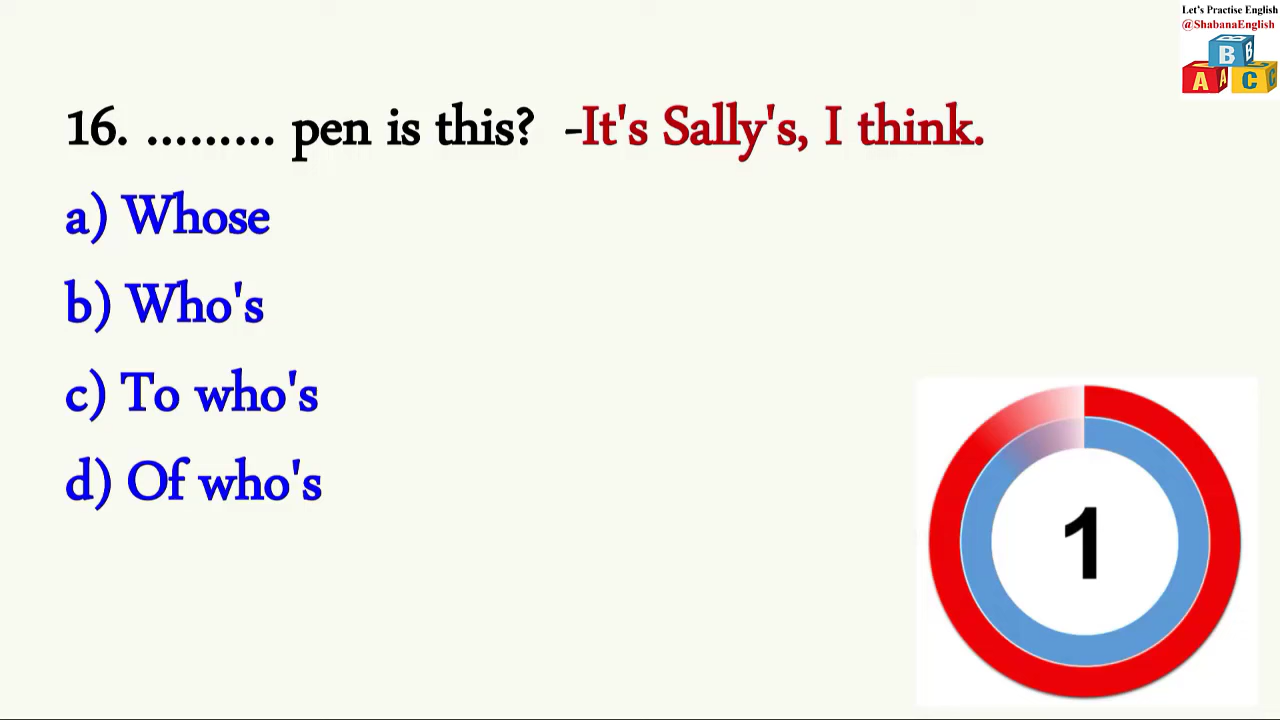 Let's Practise English
@ShabanaEnglish
B B
A A C C
16. ......... pen is this?  -It's Sally's, I think.
a) Whose
b) Who's
c) To who's
d) Of who's
1